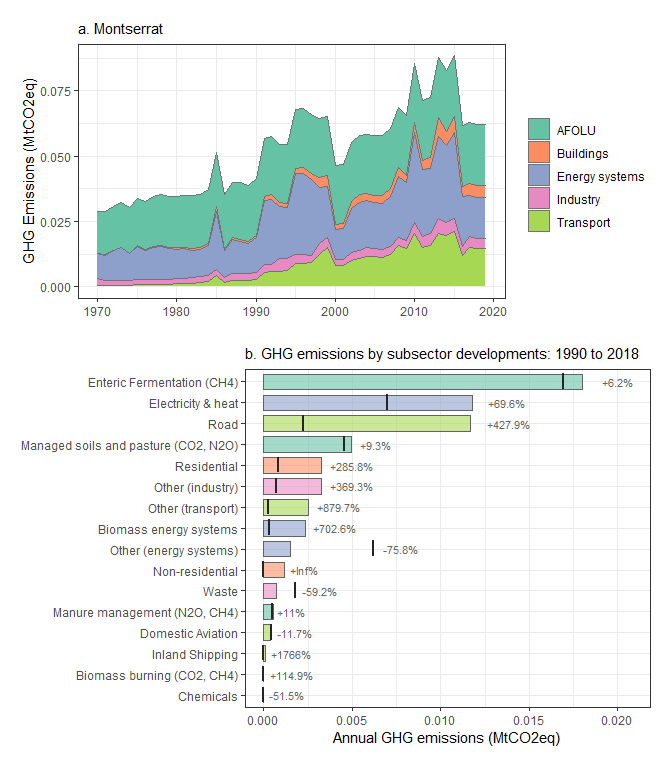 a. Montserrat
GHG Emissions (MtCO2eq)
0.075
0.050
0.025
0.000
1970
1980
1990
2000
2010
2020
AFOLU
Buildings
Energy systems
Industry
Transport
b. GHG emissions by subsector developments: 1990 to 2018
Enteric Fermentation (CH4)
+6.2%
Electricity & heat
+69.6%
Road
+427.9%
Managed soils and pasture (CO2, N2O)
+9.3%
Residential
+285.8%
Other (industry)
+369.3%
Other (transport)
+879.7%
Biomass energy systems
+702.6%
Other (energy systems)
-75.8%
Non-residential
+Inf%
Waste
-59.2%
Manure management (N2O, CH4)
+11%
Domestic Aviation
-11.7%
Inland Shipping
+1766%
Biomass burning (CO2, CH4)
+114.9%
Chemicals
-51.5%
0.000
0.005
0.010
0.015
0.020
Annual GHG emissions (MtCO2eq)